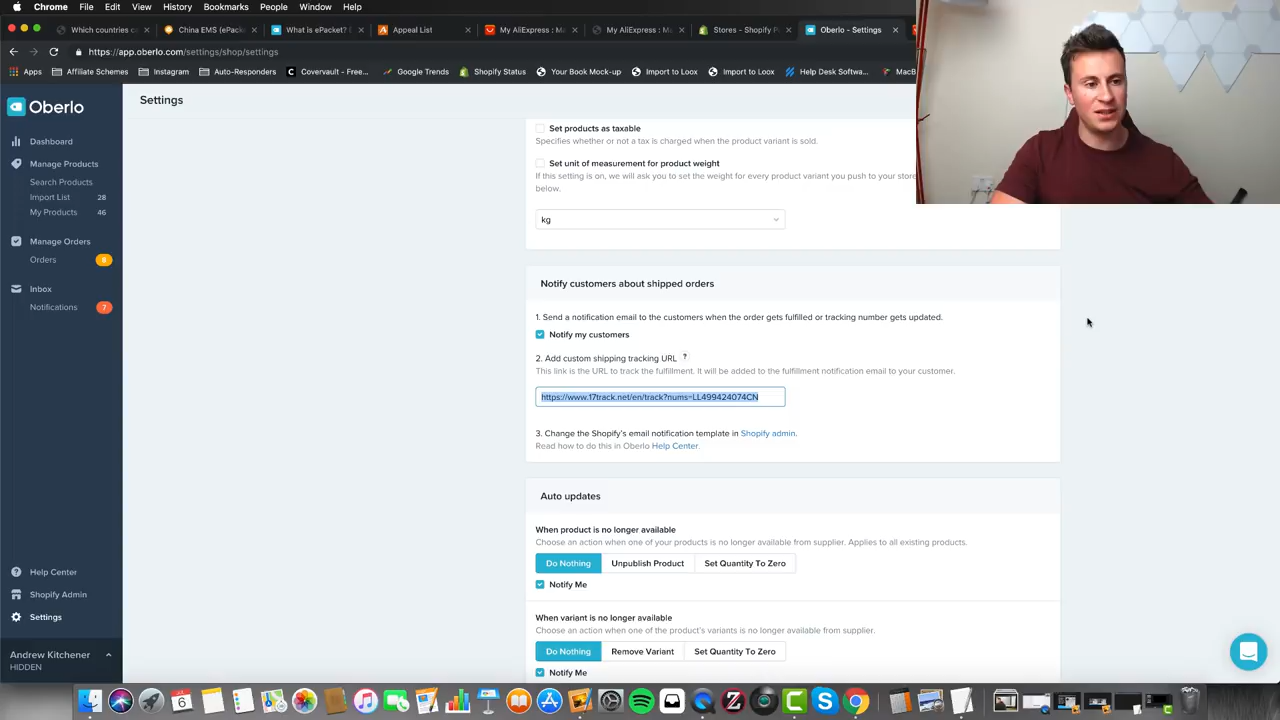 Chrome File Edit View History Bookmarks People Window Help
Which countries c
China EMS (ePack
What is ePacket?
Appeal List
My AliExpress : M
My AliExpress : M
Stores - Shopify P
Oberlo - Settings
https://app.oberlo.com/settings/shop/settings
Apps Affiliate Schemes Instagram Auto-Responders Covervault - Free... Google Trends Shopify Status Your Book Mock-up Import to Loox Import to Loox Help Desk Softwa... MacB
Oberlo
Settings
Dashboard
Manage Products
Search Products
Import List 28
My Products 46
Manage Orders
Orders 8
Inbox
Notifications 7
Help Center
Shopify Admin
Settings
Andrew Kitchener
HIDDEN
Set products as taxable
Specifies whether or not a tax is charged when the product variant is sold.
Set unit of measurement for product weight
If this setting is on, we will ask you to set the weight for every product variant you push to your store
below.
kg
Notify customers about shipped orders
1. Send a notification email to the customers when the order gets fulfilled or tracking number gets updated.
Notify my customers
2. Add custom shipping tracking URL ?
This link is the URL to track the fulfillment. It will be added to the fulfillment notification email to your customer.
https://www.17track.net/en/track?nums=LL499424074CN
3. Change the Shopify's email notification template in Shopify admin.
Read how to do this in Oberlo Help Center.
Auto updates
When product is no longer available
Choose an action when one of your products is no longer available from supplier. Applies to all existing products.
Do Nothing Unpublish Product Set Quantity To Zero
Notify Me
When variant is no longer available
Choose an action when one of the product's variants is no longer available from supplier.
Do Nothing Remove Variant Set Quantity To Zero
Notify Me